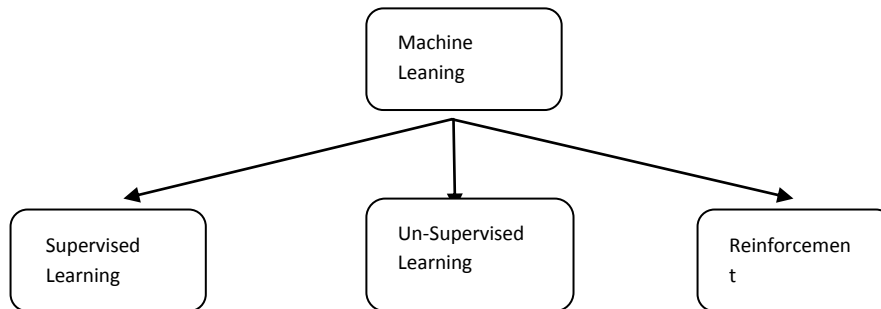 Machine
Leaning
Supervised
Learning
Un-Supervised
Learning
Reinforcemen
t